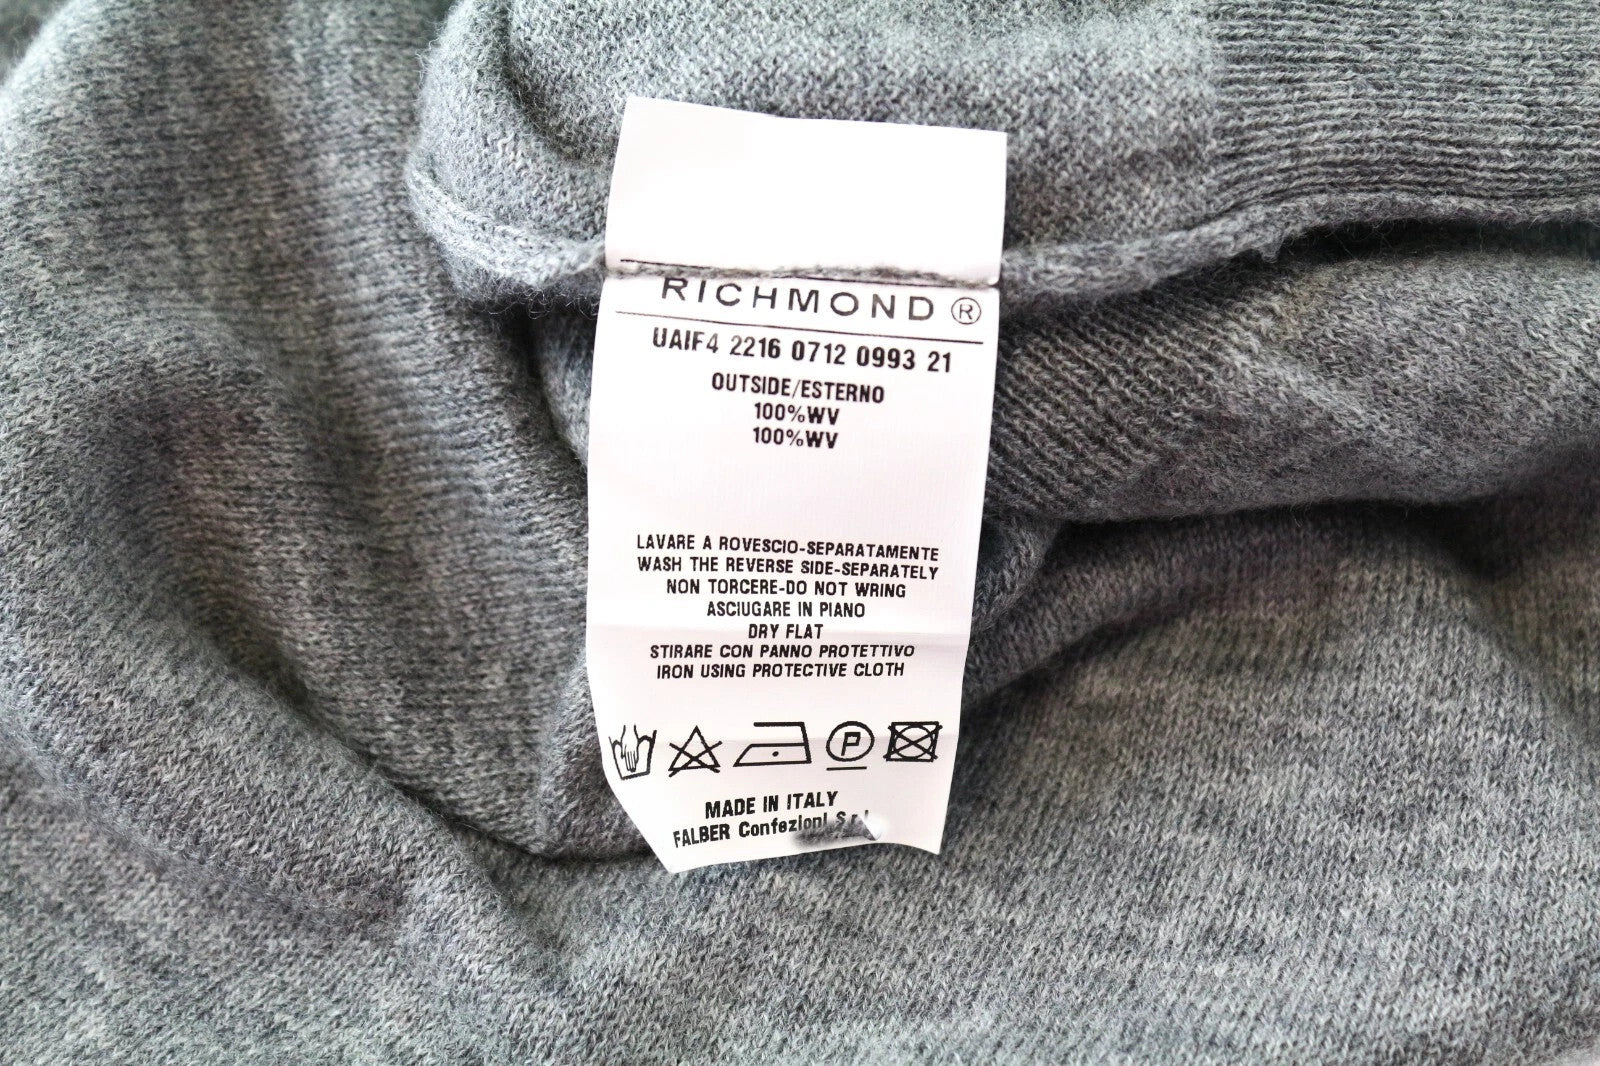 RICHMOND ®
UAIF4 2216 0712 0993 21
OUTSIDE/ESTERNO
100%WV
100%WV
LAVARE A ROVESCIO-SEPARATAMENTE
WASH THE REVERSE SIDE-SEPARATELY
NON TORCERE-DO NOT WRING
ASCIUGARE IN PIANO
DRY FLAT
STIRARE CON PANNO PROTETTIVO
IRON USING PROTECTIVE CLOTH
P
MADE IN ITALY
FALBER Confezioni S.r.l.